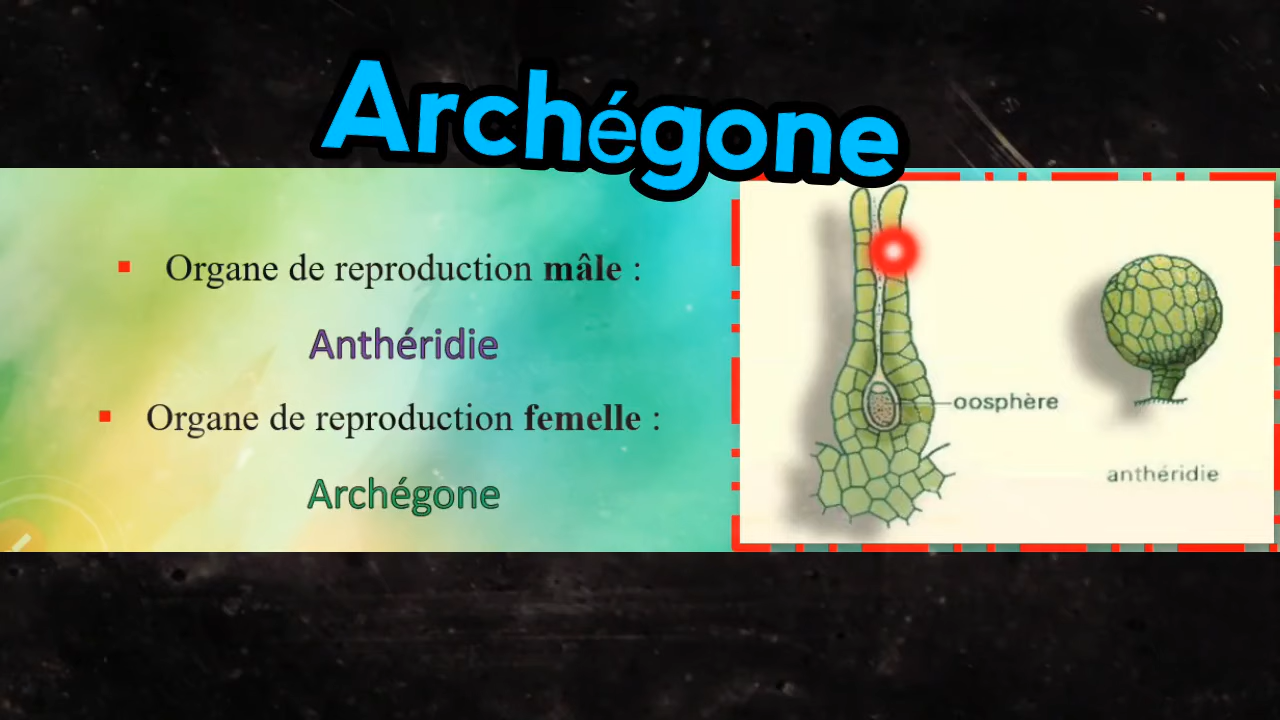 Archégone
Organe de reproduction mâle :
Anthéridie
Organe de reproduction femelle :
Archégone
oosphère
anthéridie